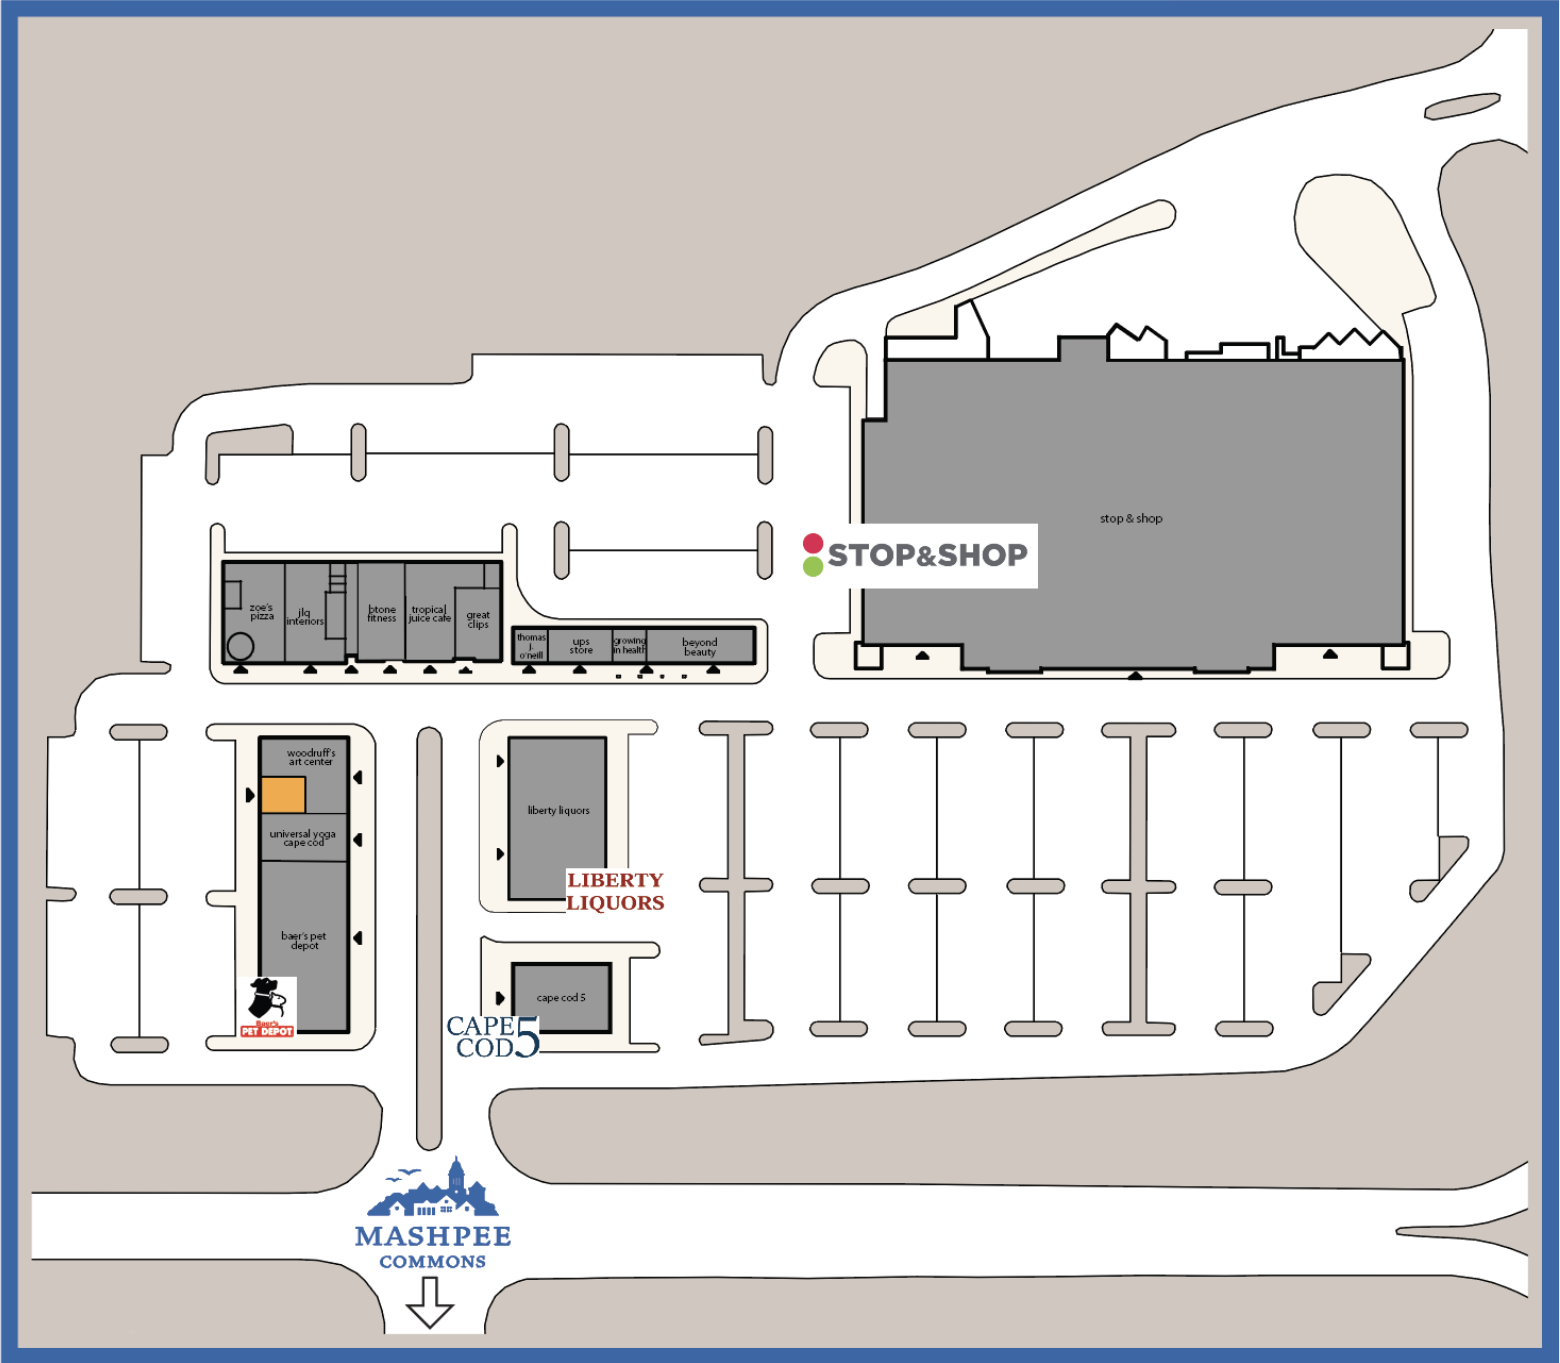 stop & shop
STOP&SHOP
zoe's
pizza
jlq
interiors
btone
fitness
tropical
juice cafe
great
clips
thomas
j.
o'neill
ups
store
growing
in health
beyond
beauty
woodruff's
art center
universal yoga
cape cod
baer's pet
depot
Baer's
PET DEPOT
liberty liquors
LIBERTY
LIQUORS
cape cod 5
CAPE
COD 5
MASHPEE
COMMONS